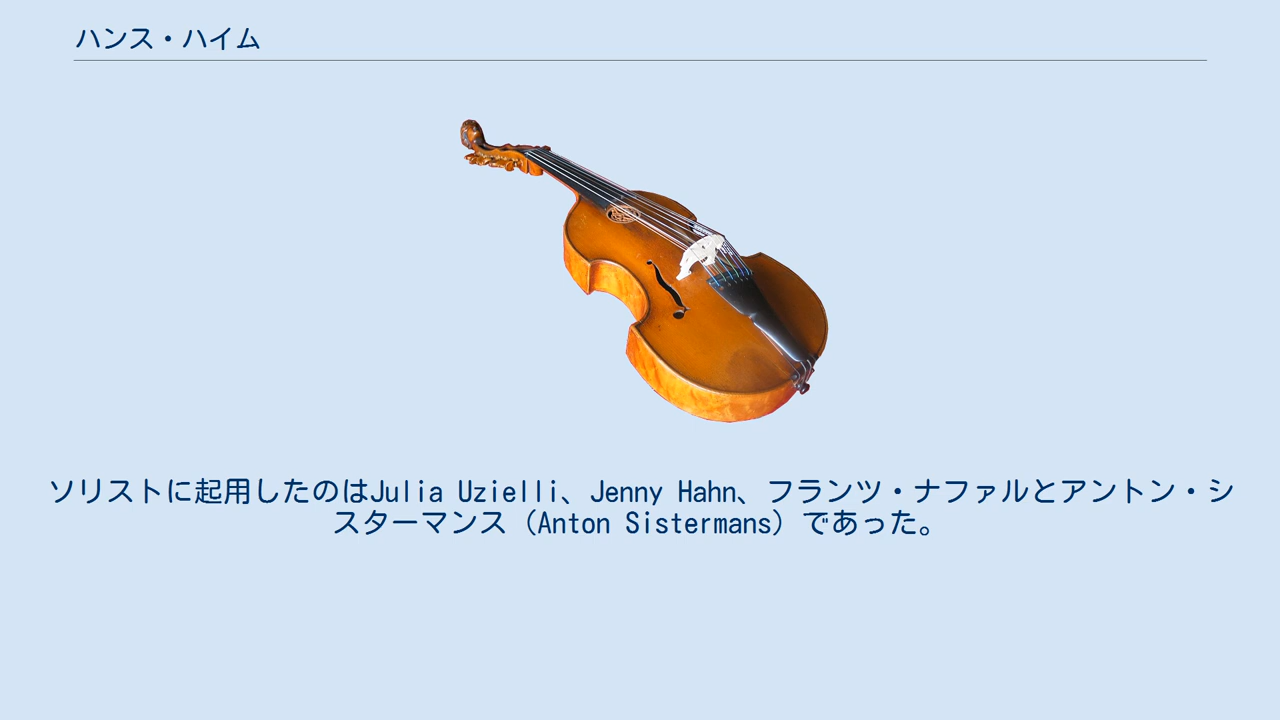 ハンス・ハイム
ソリストに起用したのはJulia Uzielli、Jenny Hahn、フランツ・ナファルとアントン・シ
スターマンス（Anton Sistermans）であった。